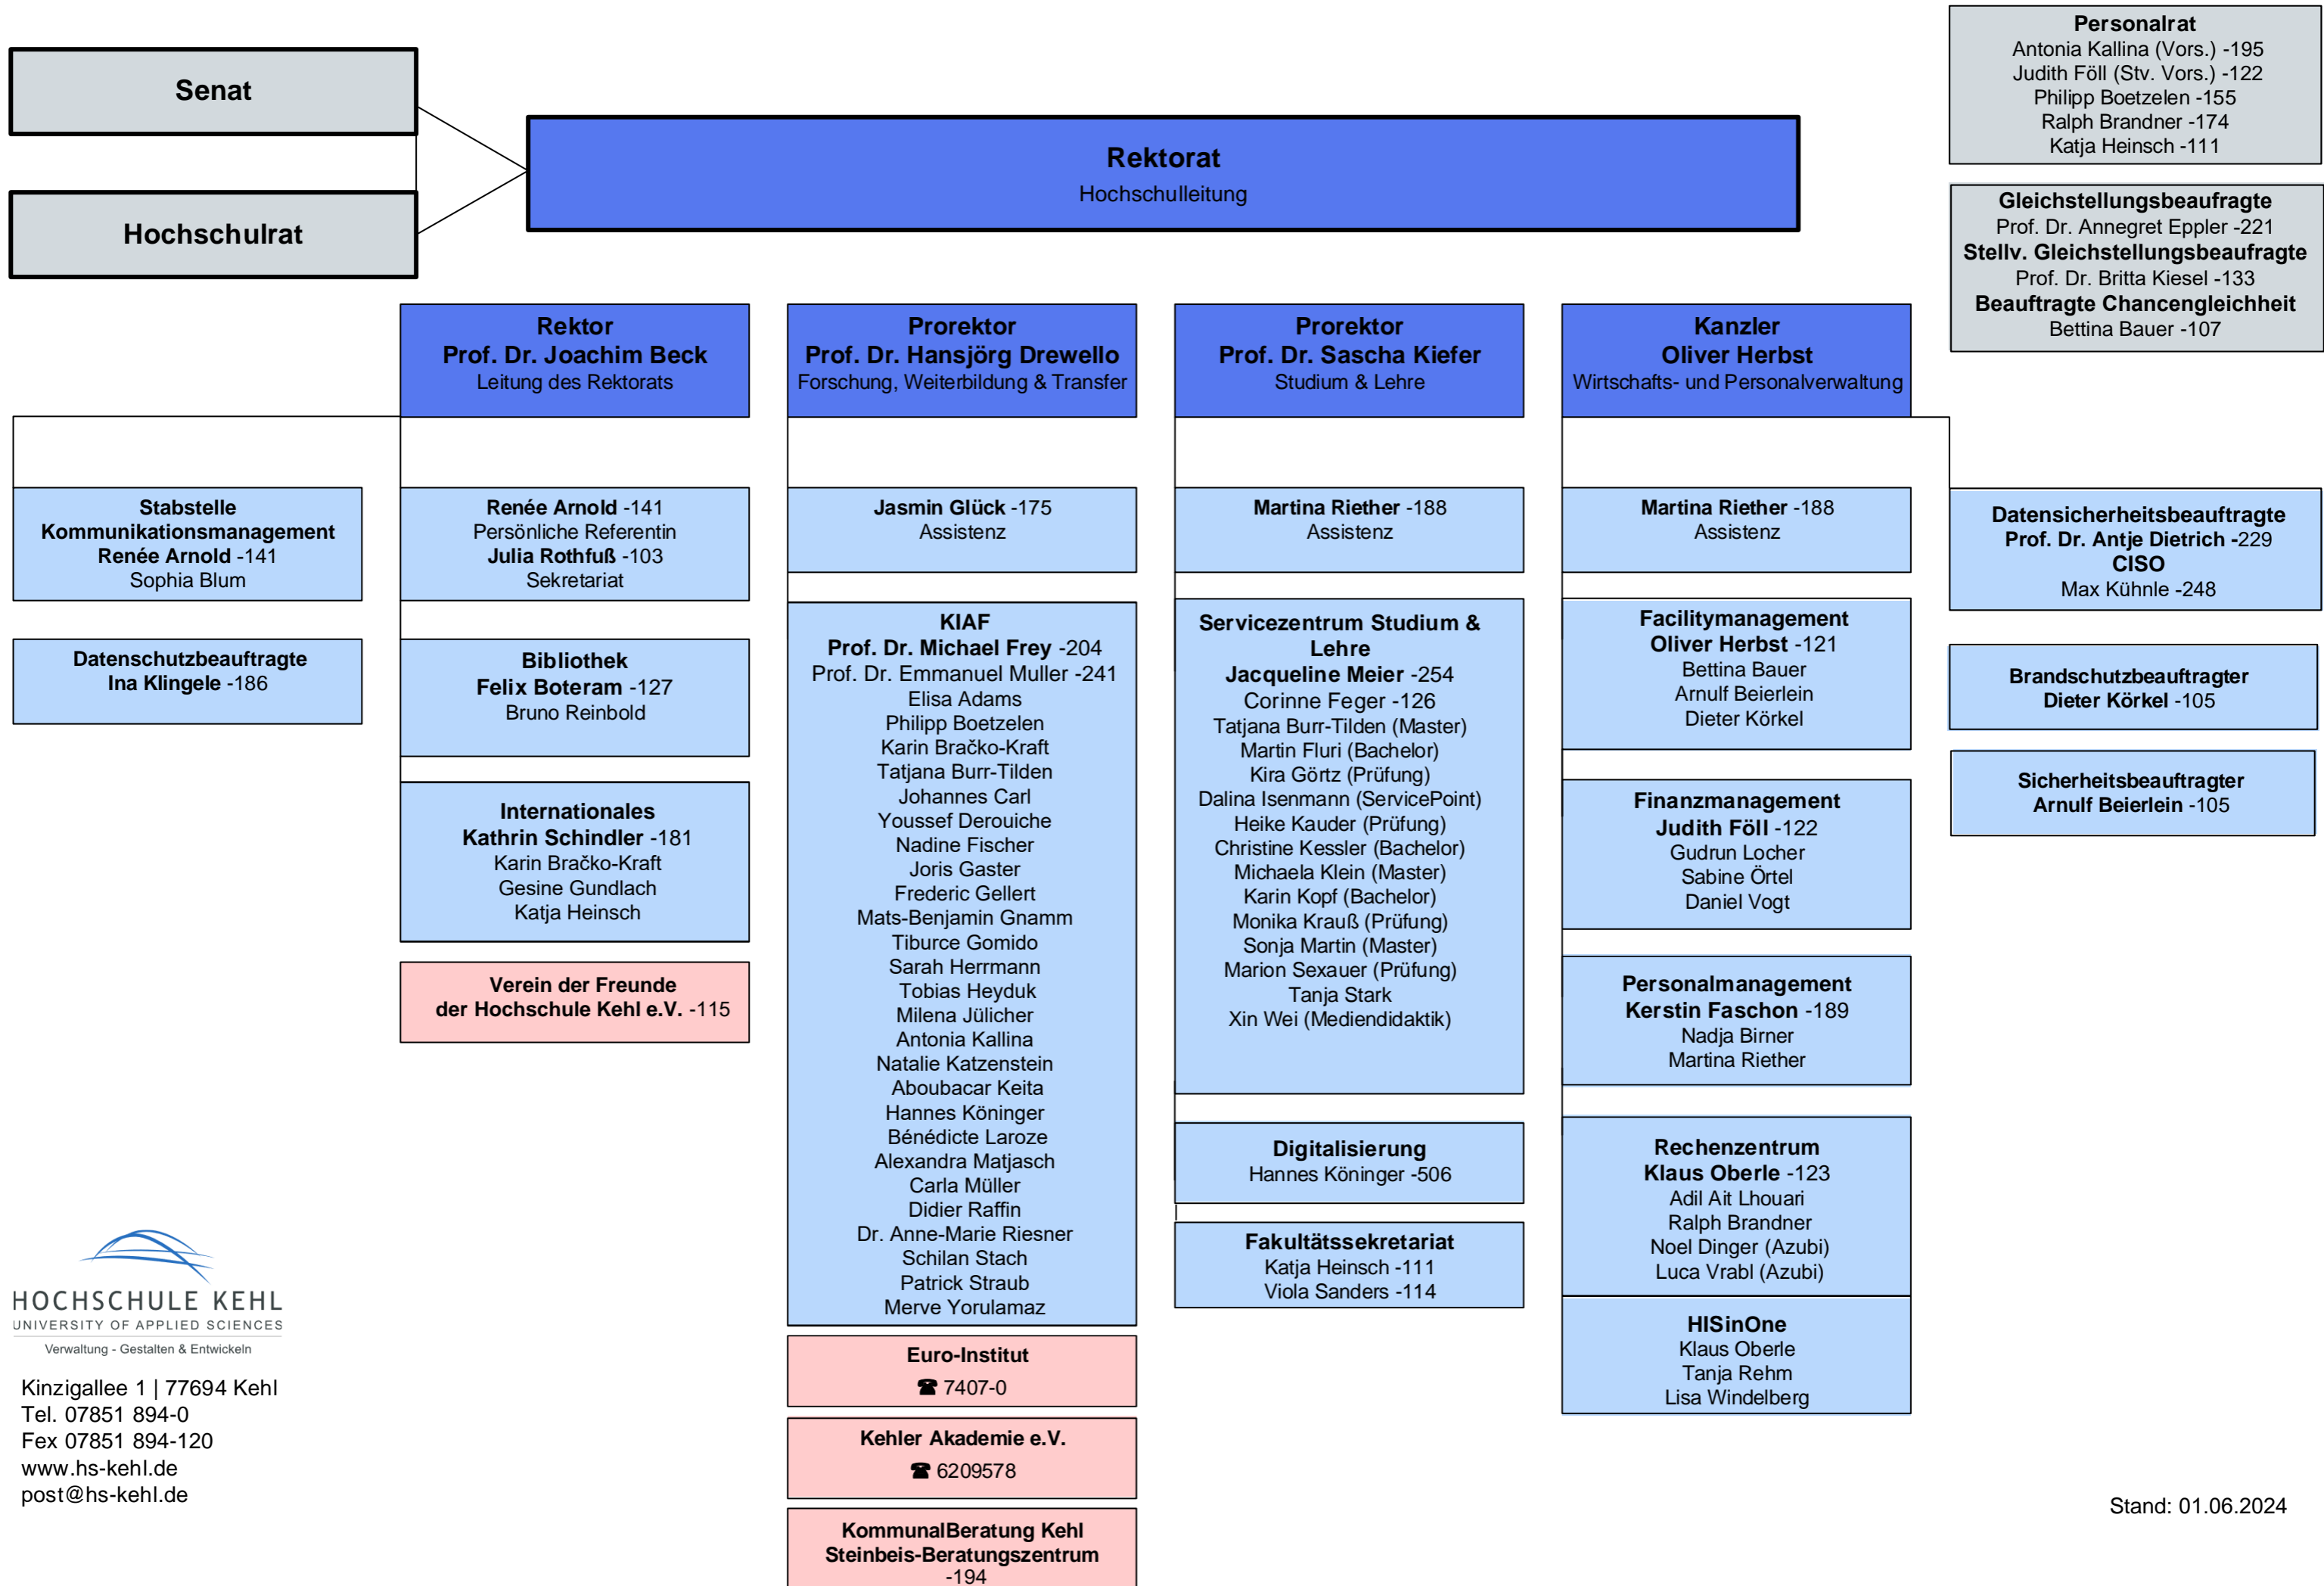 Senat
Hochschulrat
Rektorat
Hochschulleitung
Personalrat
Antonia Kallina (Vors.) -195
Judith Föll (Stv. Vors.) -122
Philipp Boetzelen -155
Ralph Brandner -174
Katja Heinsch -111
Gleichstellungsbeaufragte
Prof. Dr. Annegret Eppler -221
Stellv. Gleichstellungsbeaufragte
Prof. Dr. Britta Kiesel -133
Beauftragte Chancengleichheit
Bettina Bauer -107
Rektor
Prof. Dr. Joachim Beck
Leitung des Rektorats
Prorektor
Prof. Dr. Hansjörg Drewello
Forschung, Weiterbildung & Transfer
Prorektor
Prof. Dr. Sascha Kiefer
Studium & Lehre
Kanzler
Oliver Herbst
Wirtschafts- und Personalverwaltung
Stabstelle
Kommunikationsmanagement
Renée Arnold -141
Sophia Blum
Datenschutzbeauftragte
Ina Klingele -186
Renée Arnold -141
Persönliche Referentin
Julia Rothfuß -103
Sekretariat
Bibliothek
Felix Boteram -127
Bruno Reinbold
Internationales
Kathrin Schindler -181
Karin Bračko-Kraft
Gesine Gundlach
Katja Heinsch
Verein der Freunde
der Hochschule Kehl e.V. -115
Jasmin Glück -175
Assistenz
KIAF
Prof. Dr. Michael Frey -204
Prof. Dr. Emmanuel Muller -241
Elisa Adams
Philipp Boetzelen
Karin Bračko-Kraft
Tatjana Burr-Tilden
Johannes Carl
Youssef Derouiche
Nadine Fischer
Joris Gaster
Frederic Gellert
Mats-Benjamin Gnamm
Tiburce Gomido
Sarah Herrmann
Tobias Heyduk
Milena Jülicher
Antonia Kallina
Natalie Katzenstein
Aboubacar Keita
Hannes Köninger
Bénédicte Laroze
Alexandra Matjasch
Carla Müller
Didier Raffin
Dr. Anne-Marie Riesner
Schilan Stach
Patrick Straub
Merve Yorulamaz
Euro-Institut
☎ 7407-0
Kehler Akademie e.V.
☎ 6209578
KommunalBeratung Kehl
Steinbeis-Beratungszentrum
-194
Martina Riether -188
Assistenz
Servicezentrum Studium &
Lehre
Jacqueline Meier -254
Corinne Feger -126
Tatjana Burr-Tilden (Master)
Martin Fluri (Bachelor)
Kira Görtz (Prüfung)
Dalina Isenmann (ServicePoint)
Heike Kauder (Prüfung)
Christine Kessler (Bachelor)
Michaela Klein (Master)
Karin Kopf (Bachelor)
Monika Krauß (Prüfung)
Sonja Martin (Master)
Marion Sexauer (Prüfung)
Tanja Stark
Xin Wei (Mediendidaktik)
Digitalisierung
Hannes Köninger -506
Fakultätssekretariat
Katja Heinsch -111
Viola Sanders -114
Martina Riether -188
Assistenz
Facilitymanagement
Oliver Herbst -121
Bettina Bauer
Arnulf Beierlein
Dieter Körkel
Finanzmanagement
Judith Föll -122
Gudrun Locher
Sabine Örtel
Daniel Vogt
Personalmanagement
Kerstin Faschon -189
Nadja Birner
Martina Riether
Rechenzentrum
Klaus Oberle -123
Adil Ait Lhouari
Ralph Brandner
Noel Dinger (Azubi)
Luca Vrabl (Azubi)
HISinOne
Klaus Oberle
Tanja Rehm
Lisa Windelberg
Datensicherheitsbeauftragte
Prof. Dr. Antje Dietrich -229
CISO
Max Kühnle -248
Brandschutzbeauftragter
Dieter Körkel -105
Sicherheitsbeauftragter
Arnulf Beierlein -105
HOCHSCHULE KEHL
UNIVERSITY OF APPLIED SCIENCES
Verwaltung - Gestalten & Entwickeln
Kinzigallee 1 | 77694 Kehl
Tel. 07851 894-0
Fex 07851 894-120
www.hs-kehl.de
post@hs-kehl.de
Stand: 01.06.2024